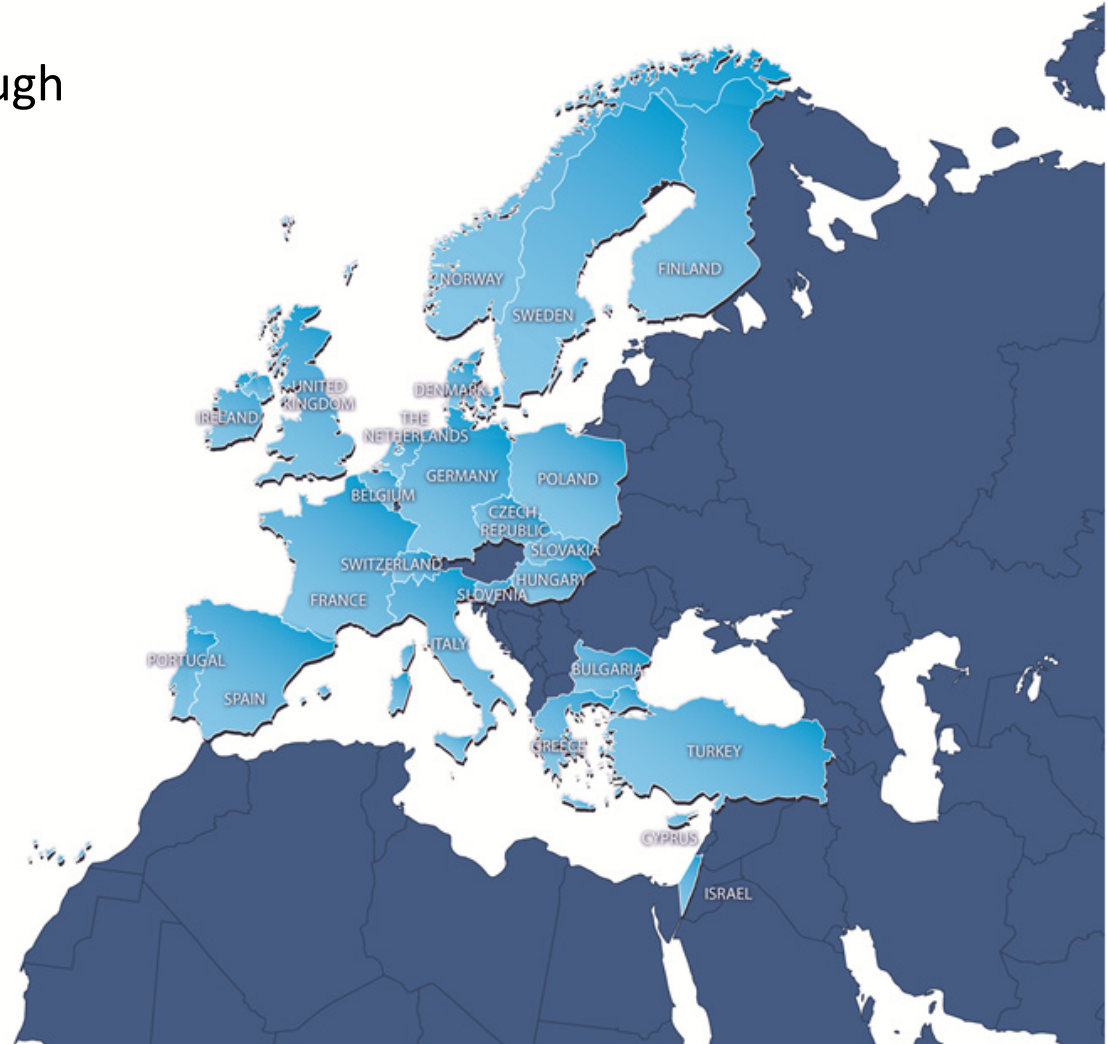 ugh
NORWAY
FINLAND
SWEDEN
UNITED
KINGDOM
DENMARK
IRELAND
THE
NETHERLANDS
GERMANY
POLAND
BELGIUM
CZECH
REPUBLIC
SLOVAKIA
SWITZERLAND
HUNGARY
SLOVENIA
FRANCE
ITALY
PORTUGAL
BULGARIA
SPAIN
GREECE
TURKEY
CYPRUS
ISRAEL